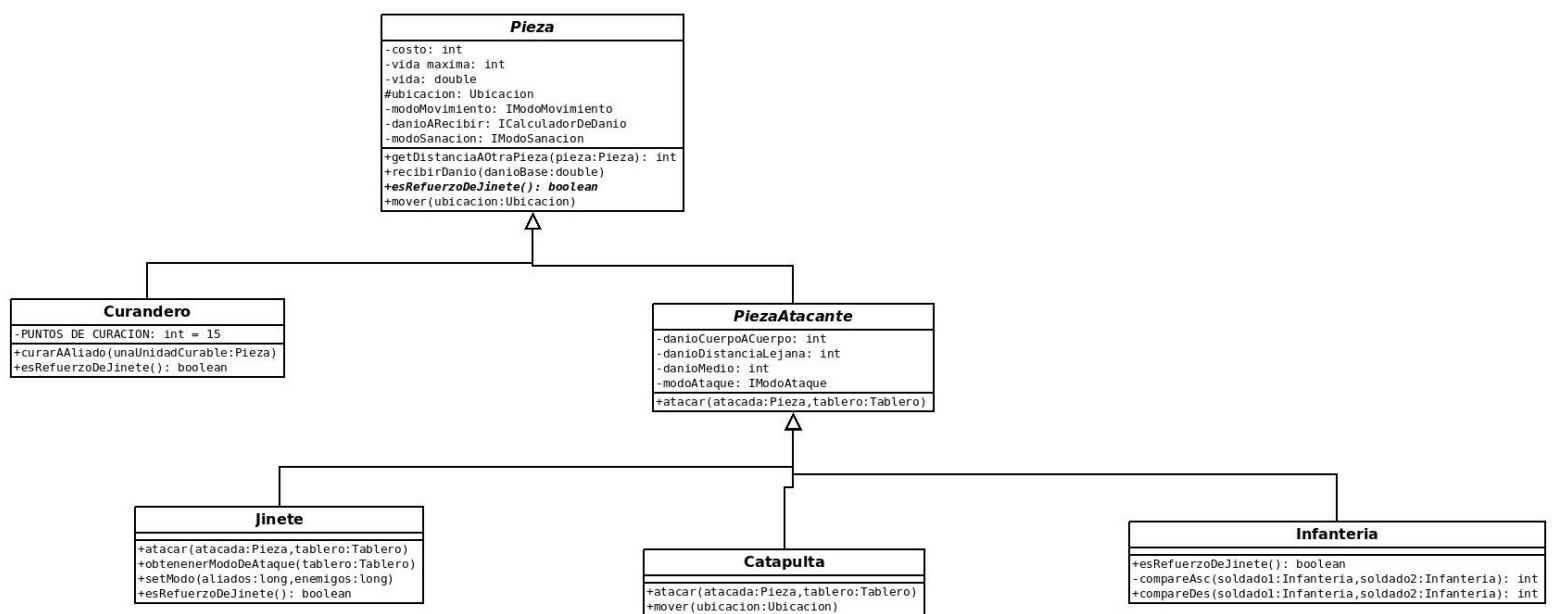 Pieza
-costo: int
-vida maxima: int
-vida: double
#ubicacion: Ubicacion
-modoMovimiento: IModoMovimiento
-danioARecibir: ICalculadorDeDanio
-modoSanacion: IModoSanacion
+getDistanciaAOtraPieza(pieza:Pieza): int
+recibirDanio(danioBase:double)
+esRefuerzoDeJinete(): boolean
+mover(ubicacion:Ubicacion)
Curandero
-PUNTOS DE CURACION: int = 15
+curarAAliado(unaUnidadCurable:Pieza)
+esRefuerzoDeJinete(): boolean
PiezaAtacante
-danioCuerpoACuerpo: int
-danioDistanciaLejana: int
-danioMedio: int
-modoAtaque: IModoAtaque
+atacar(atacada:Pieza,tablero:Tablero)
Jinete
+atacar(atacada:Pieza,tablero:Tablero)
+obtenenerModoDeAtaque(tablero:Tablero)
+setModo(aliados:long,enemigos:long)
+esRefuerzoDeJinete(): boolean
Catapulta
+atacar(atacada:Pieza,tablero:Tablero)
+mover(ubicacion:Ubicacion)
Infanteria
+esRefuerzoDeJinete(): boolean
-compareAsc(soldado1:Infanteria,soldado2:Infanteria): int
+compareDes(soldado1:Infanteria,soldado2:Infanteria): int